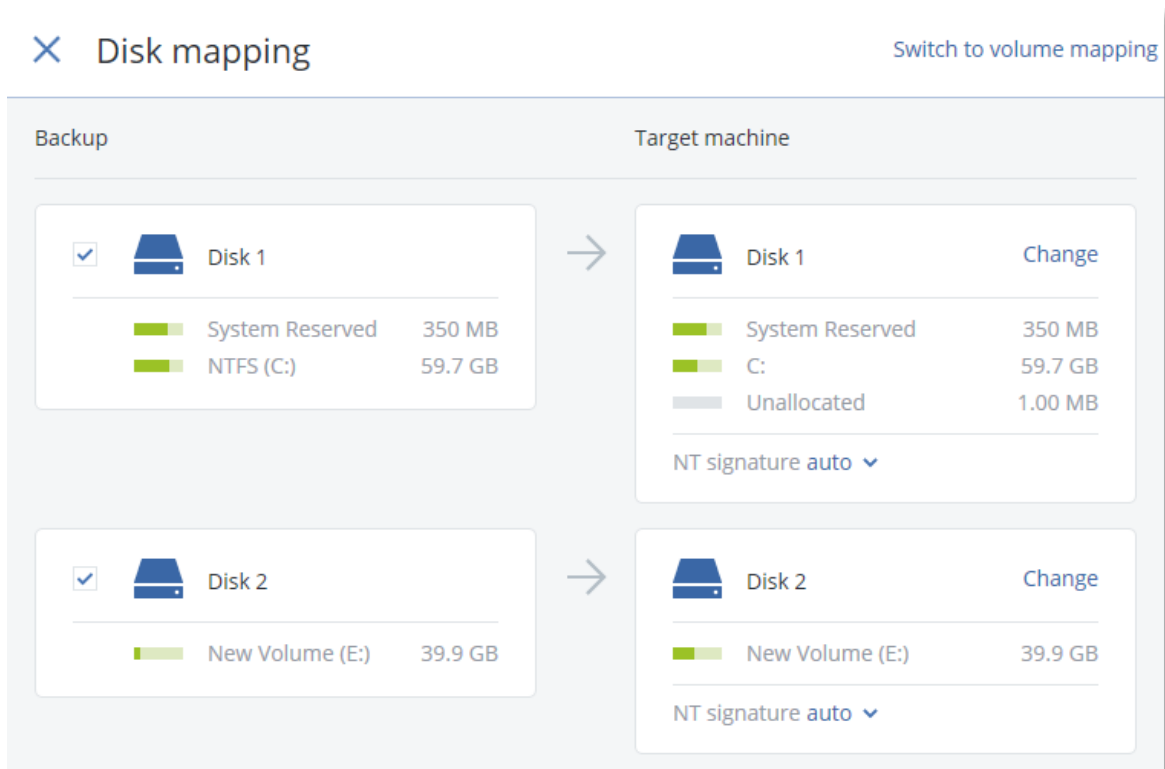 Disk mapping
Switch to volume mapping
Backup
Target machine
Disk 1
System Reserved 350 MB
NTFS (C:) 59.7 GB
Disk 1 Change
System Reserved 350 MB
C: 59.7 GB
Unallocated 1.00 MB
NT signature auto
Disk 2
New Volume (E:) 39.9 GB
Disk 2 Change
New Volume (E:) 39.9 GB
NT signature auto